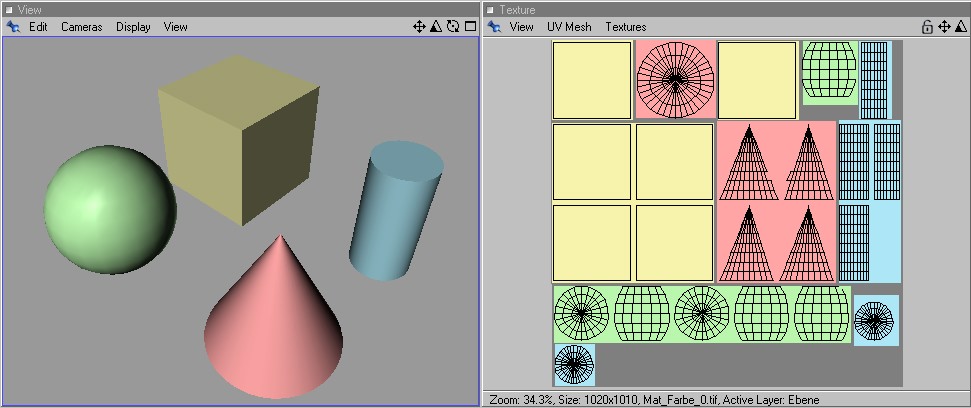 View
Edit Cameras Display View
Texture
View UV Mesh Textures
Zoom: 34.3%, Size: 1020x1010, Mat_Farbe_0.tif, Active Layer: Ebene